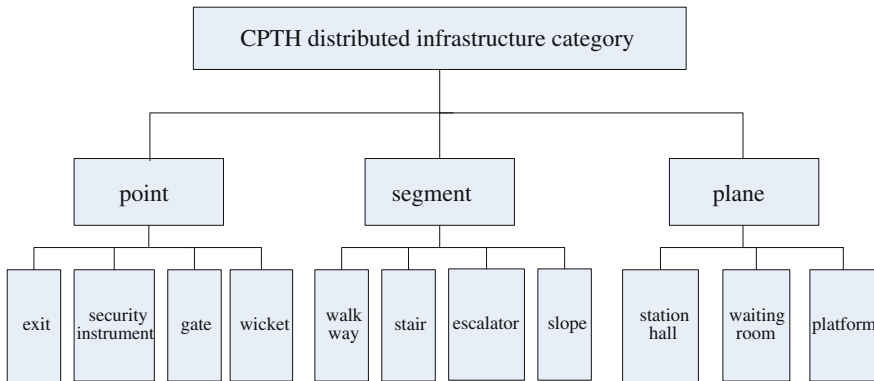 CPTH distributed infrastructure category
point
segment
plane
exit
security
instrument
gate
wicket
walk
way
stair
escalator
slope
station
hall
waiting
room
platform